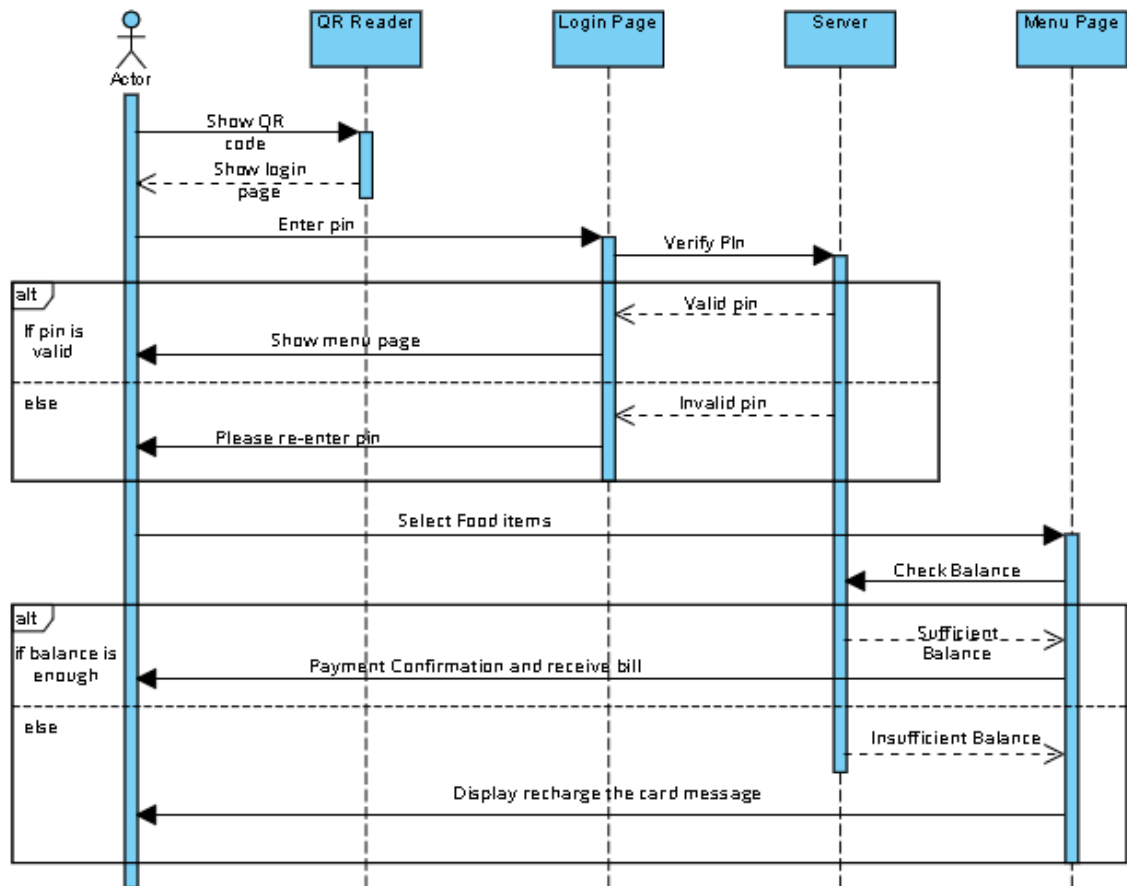 QR Reader
Login Page
Server
Menu Page
Actor
Show QR
code
Show login
page
Enter pin
Verify PIn
alt
Valid pin
If pin is
valid
Show menu page
else
Invalid pin
Please re-enter pin
Select Food items
Check Balance
alt
Sufficient
Balance
if balance is
enough
Payment Confirmation and receive bill
else
Insufficient Balance
Display recharge the card message